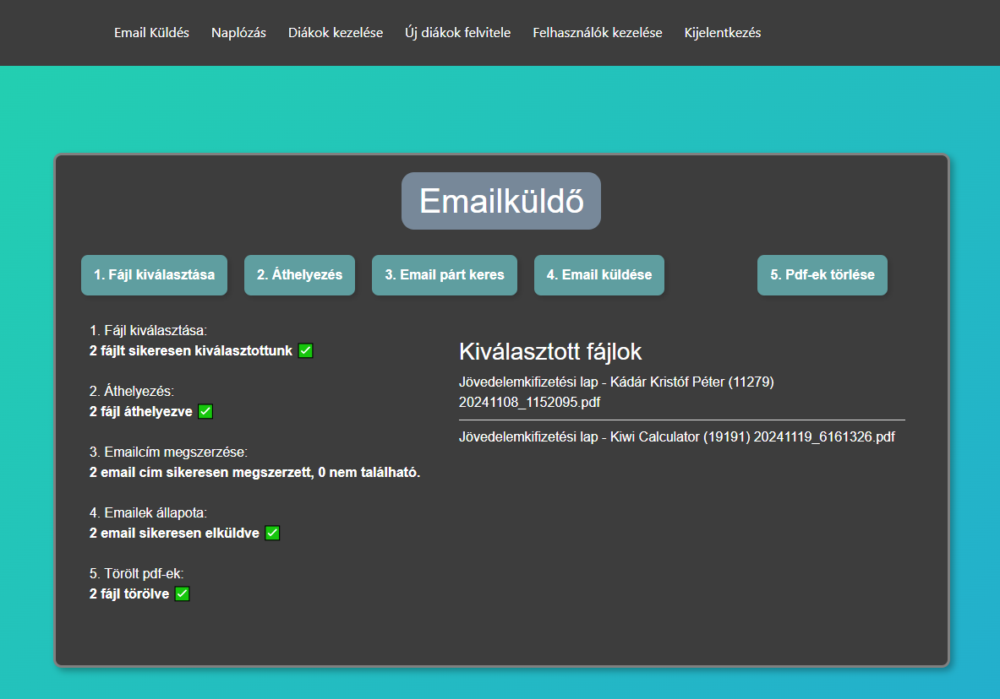 Email Küldés Naplózás Diákok kezelése Új diákok felvitele Felhasználók kezelése Kijelentkezés
Emailküldő
1. Fájl kiválasztása 2. Áthelyezés 3. Email párt keres 4. Email küldése 5. Pdf-ek törlése
1. Fájl kiválasztása:
2 fájlt sikeresen kiválasztottunk ✅
2. Áthelyezés:
2 fájl áthelyezve ✅
3. Emailcím megszerzése:
2 email cím sikeresen megszerzett, 0 nem található.
4. Emailek állapota:
2 email sikeresen elküldve ✅
5. Törölt pdf-ek:
2 fájl törölve ✅
Kiválasztott fájlok
Jövedelemkifizetési lap - Kádár Kristóf Péter (11279)
20241108_1152095.pdf
Jövedelemkifizetési lap - Kiwi Calculator (19191) 20241119_6161326.pdf